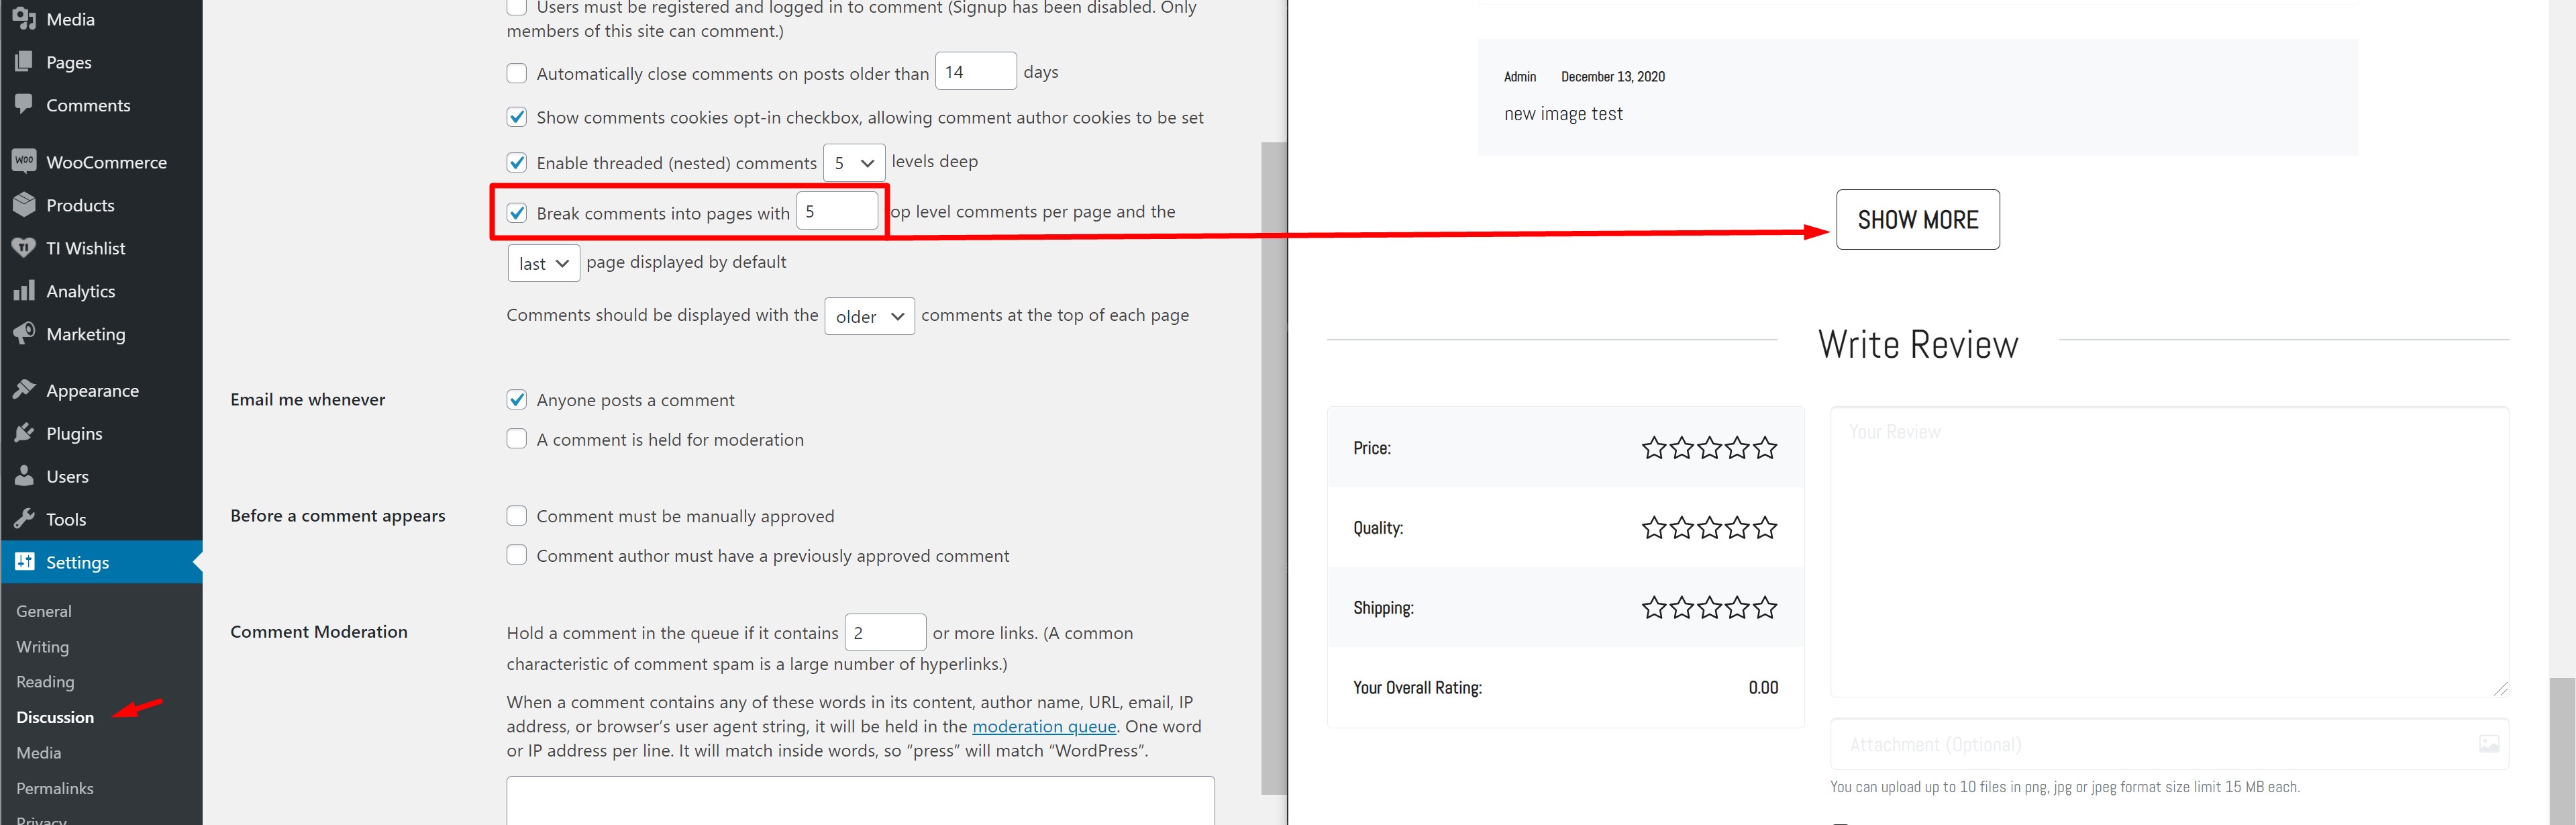 Media
Pages
Comments
WOO WooCommerce
Products
TI TI Wishlist
Analytics
Marketing
Appearance
Plugins
Users
Tools
Settings
General
Writing
Reading
Discussion
Media
Permalinks
Privacy
Users must be registered and logged in to comment (Signup has been disabled. Only
members of this site can comment.)
Automatically close comments on posts older than 14 days
Show comments cookies opt-in checkbox, allowing comment author cookies to be set
Enable threaded (nested) comments 5 levels deep
Break comments into pages with 5 op level comments per page and the
last page displayed by default
Comments should be displayed with the older comments at the top of each page
Email me whenever
Anyone posts a comment
A comment is held for moderation
Before a comment appears
Comment must be manually approved
Comment author must have a previously approved comment
Comment Moderation
Hold a comment in the queue if it contains 2 or more links. (A common
characteristic of comment spam is a large number of hyperlinks.)
When a comment contains any of these words in its content, author name, URL, email, IP
address, or browser’s user agent string, it will be held in the moderation queue. One word
or IP address per line. It will match inside words, so “press” will match “WordPress”.
Admin December 13, 2020
new image test
SHOW MORE
Write Review
Price:
Quality:
Shipping:
Your Overall Rating: 0.00
Your Review
Attachment (Optional)
You can upload up to 10 files in png, jpg or jpeg format size limit 15 MB each.